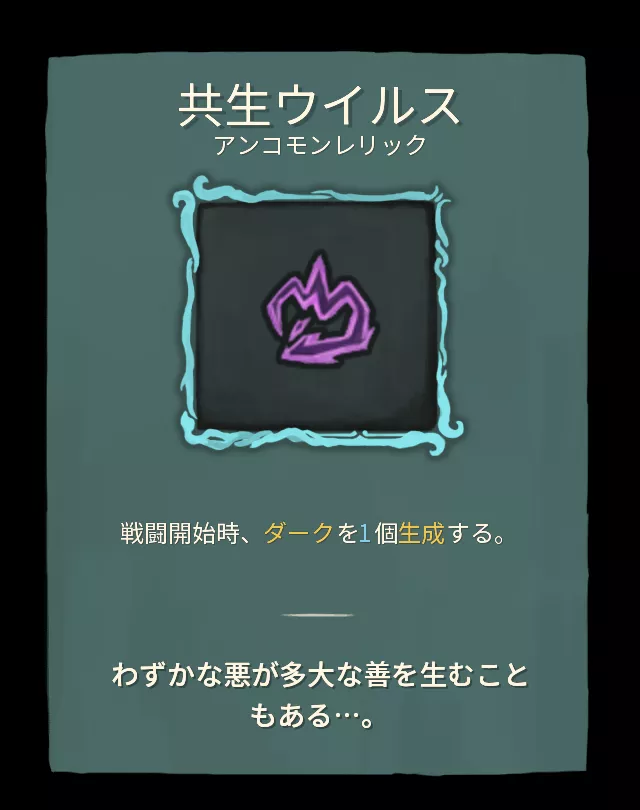 共生ウイルス
アンコモンレリック
戦闘開始時、ダークを1個生成する。
わずかな悪が多大な善を生むこと
もある…。